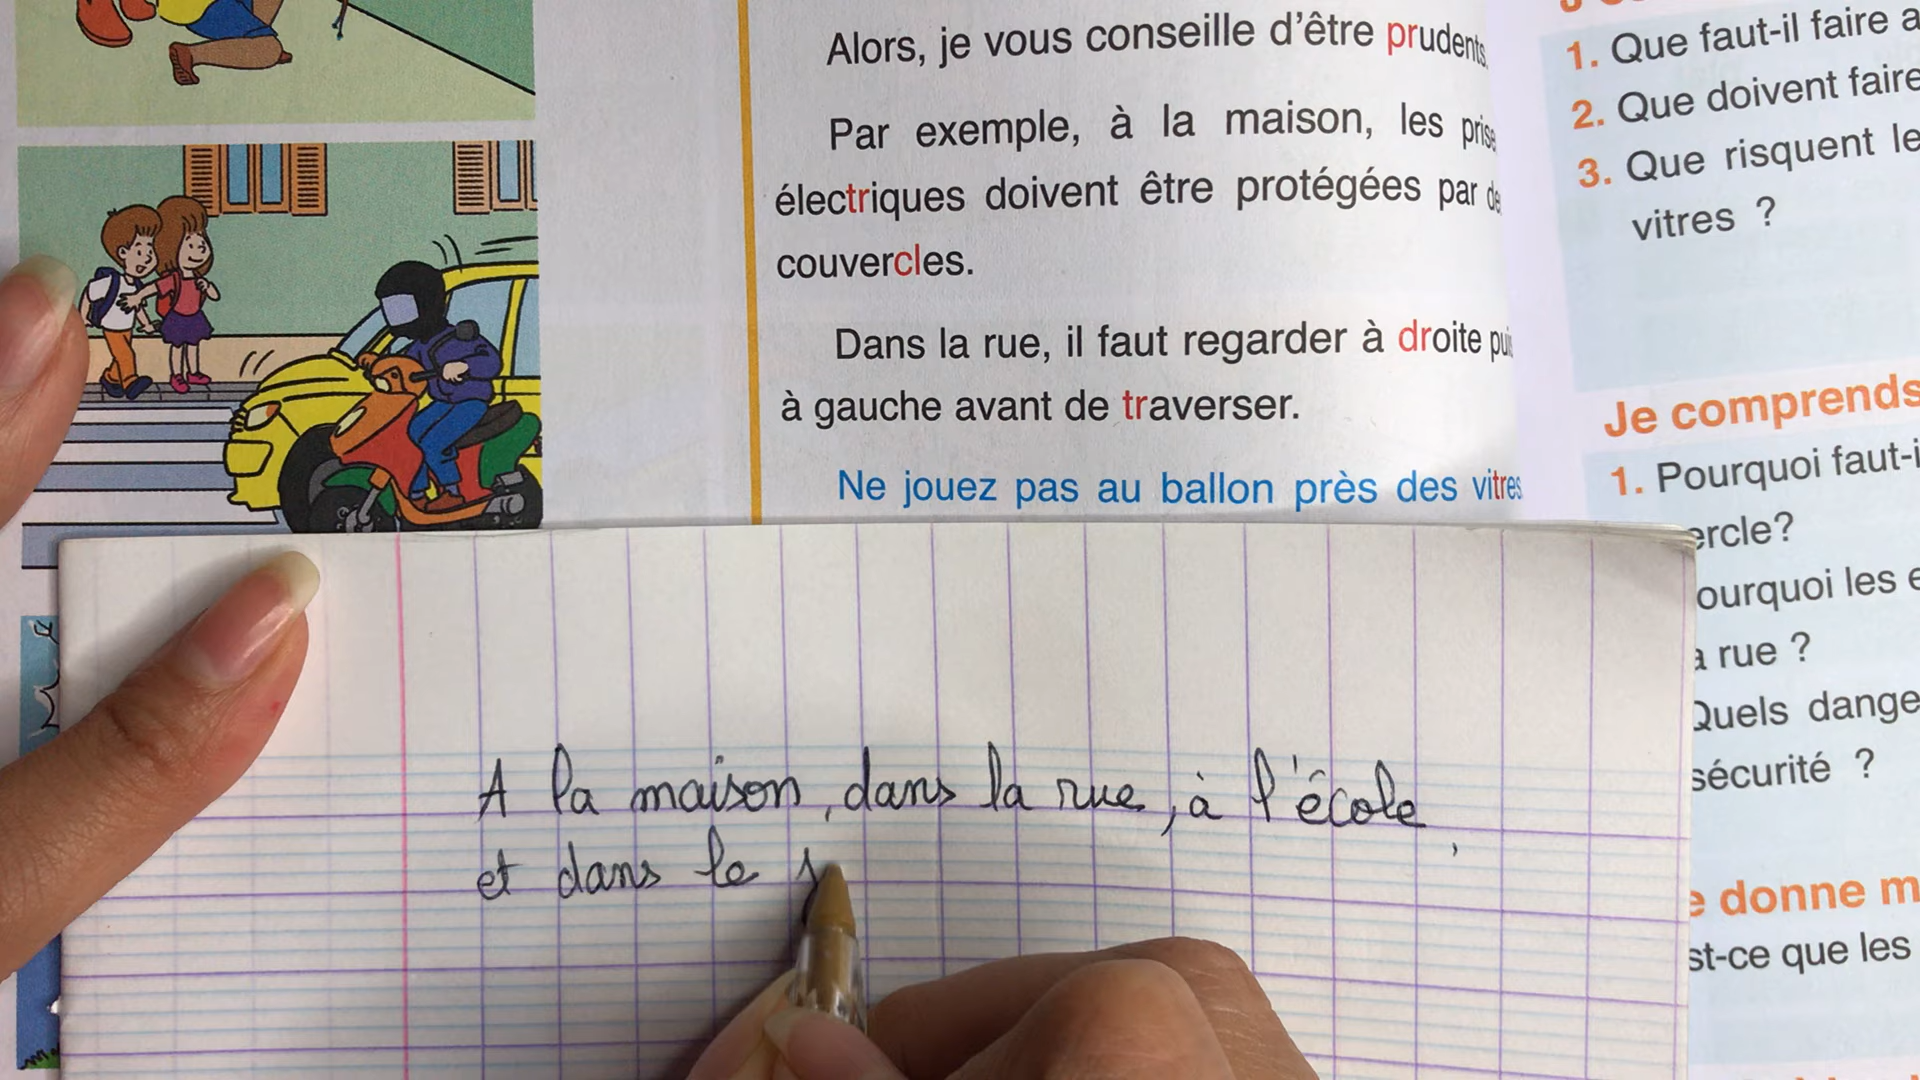 Alors, je vous conseille d'être prudents.
Par exemple, à la maison, les prise
électriques doivent être protégées par de
couvercles.
Dans la rue, il faut regarder à droite pui
à gauche avant de traverser.
Ne jouez pas au ballon près des vitres
1. Que faut-il faire a
2. Que doivent faire
3. Que risquent le
vitres ?
Je comprends
1. Pourquoi faut-i
ercle?
ourquoi les e
a rue ?
Quels dange
sécurité ?
e donne m
st-ce que les
A la maison, dans la rue, à l'école,
et dans le